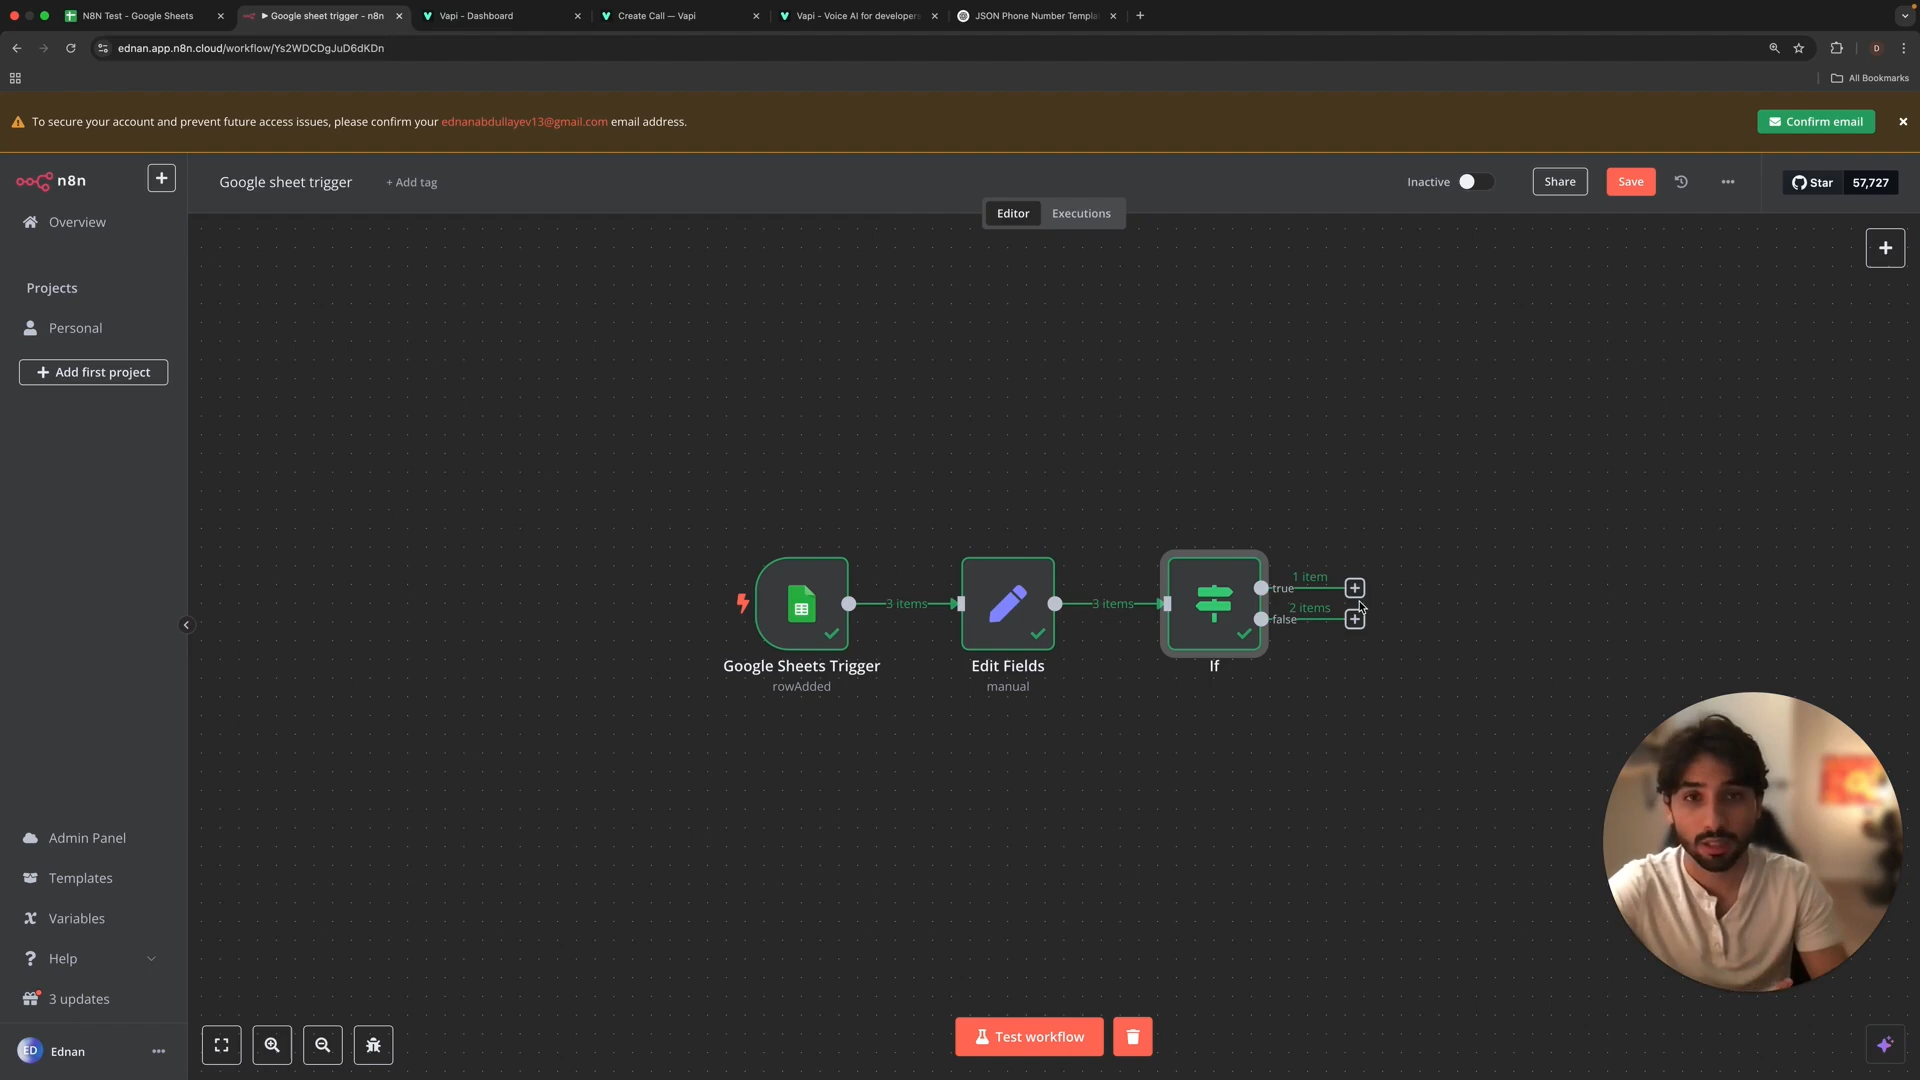 N8N Test - Google Sheets
Google sheet trigger - n8n
Vapi - Dashboard
Create Call — Vapi
Vapi - Voice AI for developers
JSON Phone Number Templa
ednan.app.n8n.cloud/workflow/Ys2WDCDgJuD6dKDn
D
All Bookmarks
To secure your account and prevent future access issues, please confirm your ednanabdullayev13@gmail.com email address.
Confirm email
n8n
Google sheet trigger
+ Add tag
Inactive
Share
Save
Star
57,727
Editor
Executions
Overview
Projects
Personal
Add first project
3 items
3 items
1 item
true
2 items
false
Google Sheets Trigger
rowAdded
Edit Fields
manual
If
Admin Panel
Templates
Variables
Help
3 updates
ED
Ednan
Test workflow